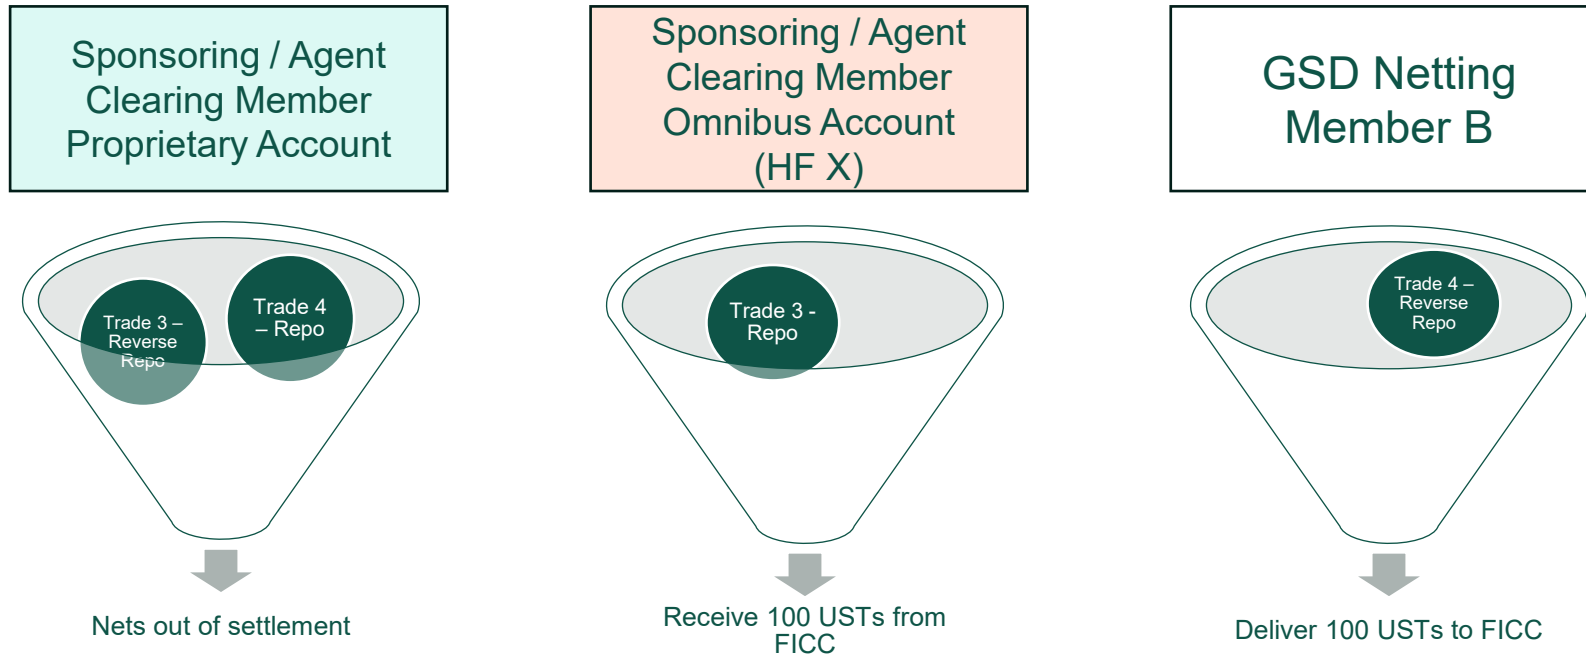 Sponsoring / Agent
Clearing Member
Proprietary Account
Sponsoring / Agent
Clearing Member
Omnibus Account
(HF X)
GSD Netting
Member B
Trade 3 –
Reverse
Repo
Trade 4
– Repo
Trade 3 -
Repo
Trade 4 –
Reverse
Repo
Nets out of settlement
Receive 100 USTs from
FICC
Deliver 100 USTs to FICC